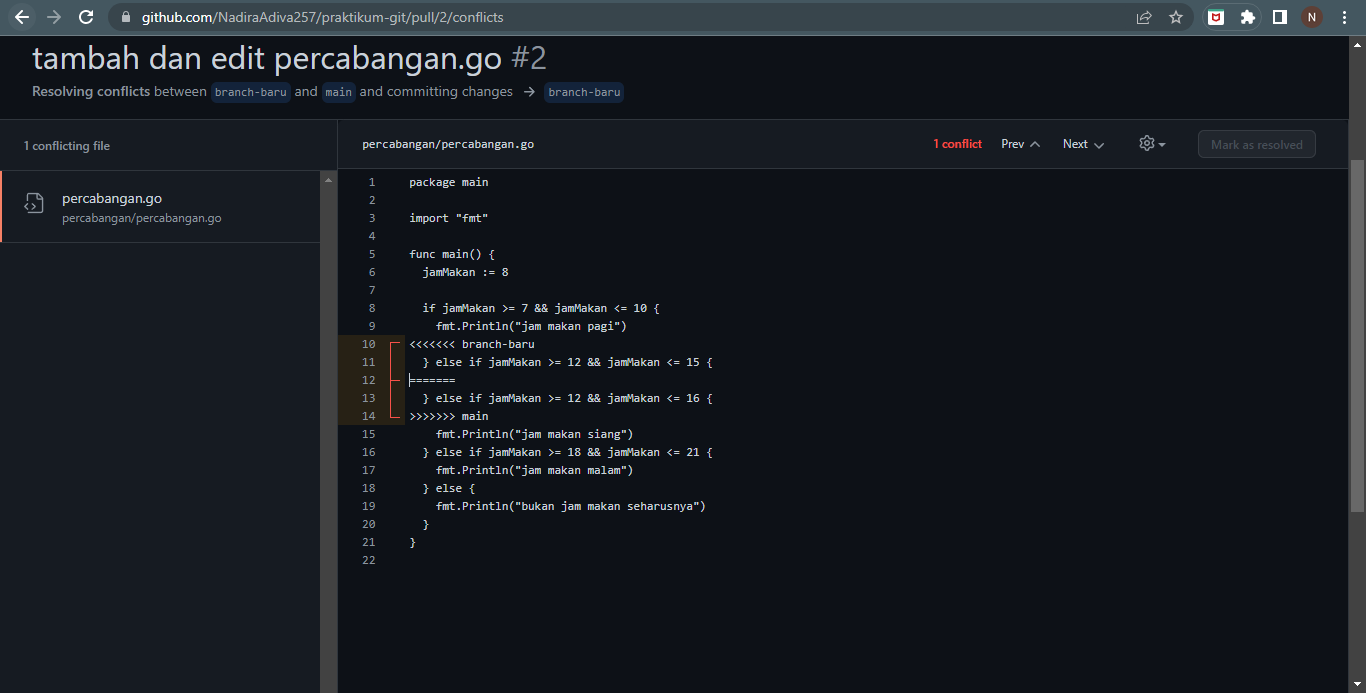 github.com/NadiraAdiva257/praktikum-git/pull/2/conflicts
N
tambah dan edit percabangan.go #2
Resolving conflicts between branch-baru and main and committing changes → branch-baru
1 conflicting file
percabangan.go
percabangan/percabangan.go
percabangan/percabangan.go
1 conflict Prev Next Mark as resolved
1 package main
2
3 import "fmt"
4
5 func main() {
6   jamMakan := 8
7
8   if jamMakan >= 7 && jamMakan <= 10 {
9     fmt.Println("jam makan pagi")
10 <<<<<<< branch-baru
11   } else if jamMakan >= 12 && jamMakan <= 15 {
12 =======
13   } else if jamMakan >= 12 && jamMakan <= 16 {
14 >>>>>>> main
15     fmt.Println("jam makan siang")
16   } else if jamMakan >= 18 && jamMakan <= 21 {
17     fmt.Println("jam makan malam")
18   } else {
19     fmt.Println("bukan jam makan seharusnya")
20   }
21 }
22